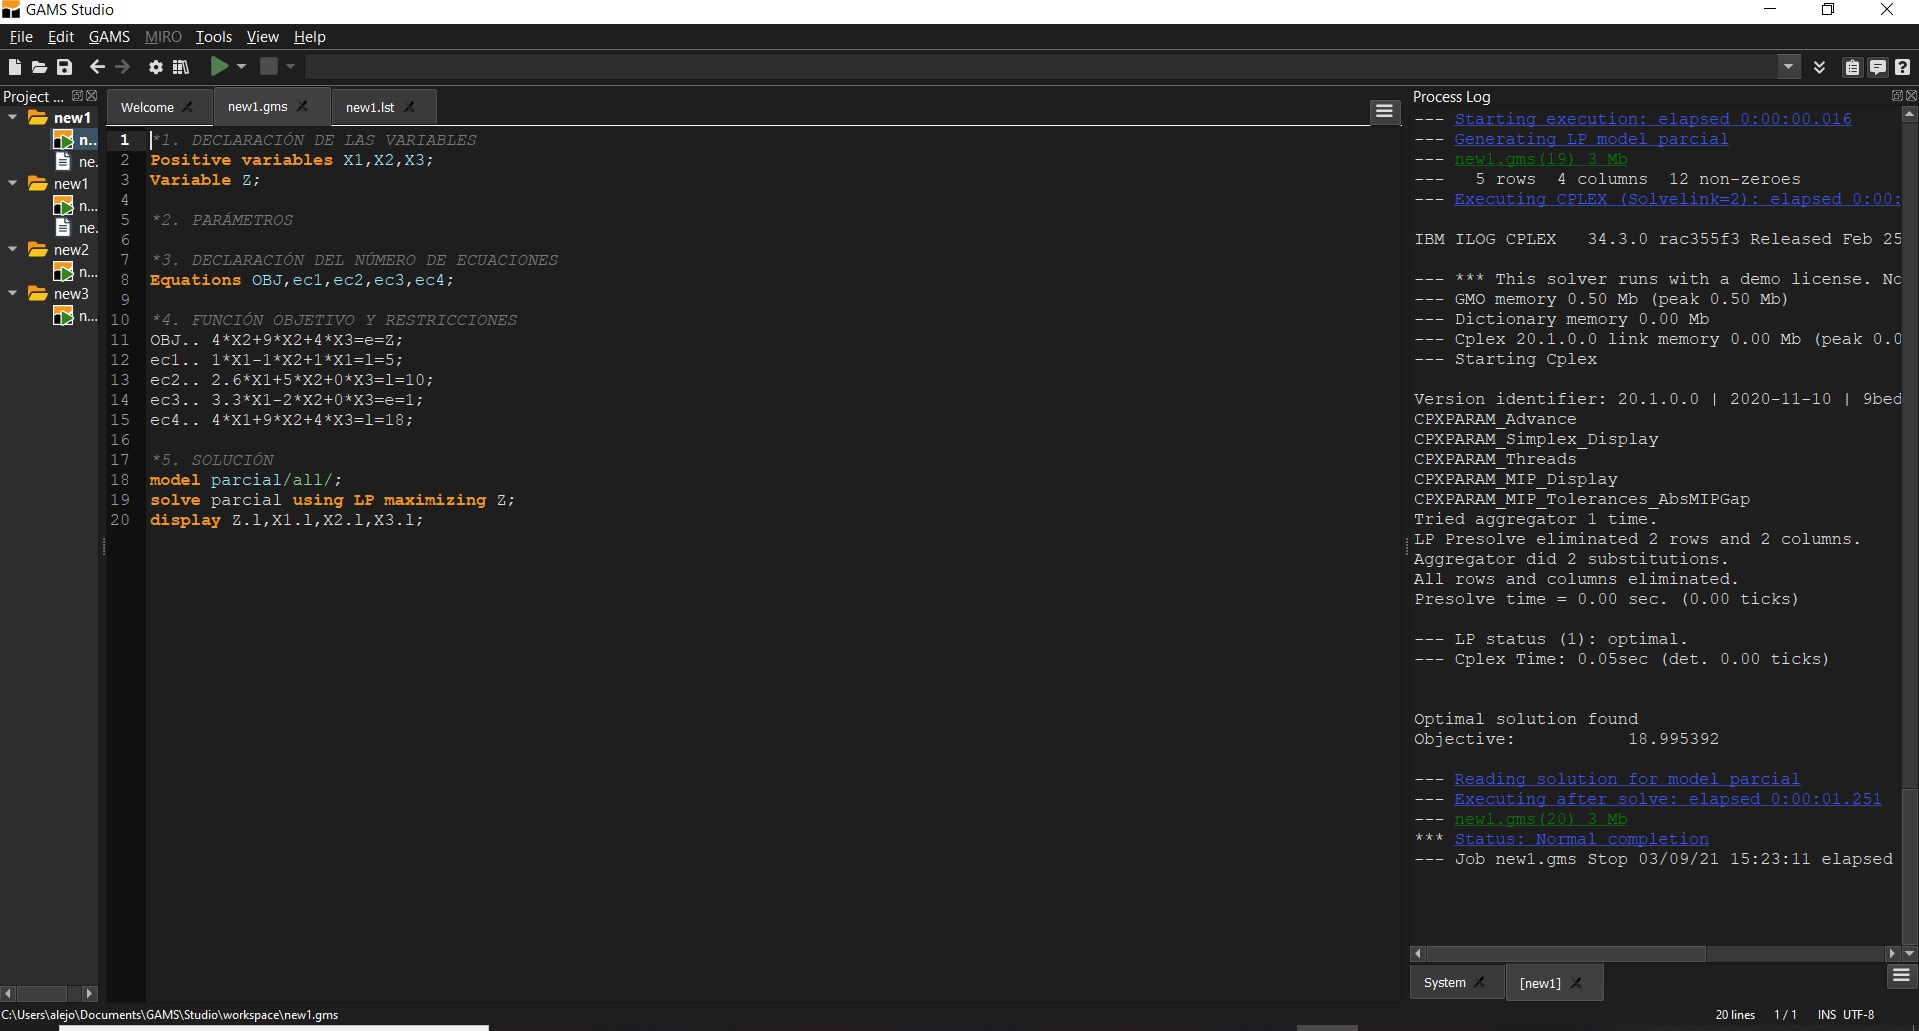 GAMS Studio
File Edit GAMS MIRO Tools View Help
Project ...
new1
n..
ne.
new1
n...
ne.
new2
n...
new3
n...
Welcome
new1.gms
new1.lst
1 *1. DECLARACIÓN DE LAS VARIABLES
2 Positive variables X1,X2,X3;
3 Variable Z;
4
5 *2. PARÁMETROS
6
7 *3. DECLARACIÓN DEL NÚMERO DE ECUACIONES
8 Equations OBJ,ec1,ec2,ec3,ec4;
9
10 *4. FUNCIÓN OBJETIVO Y RESTRICCIONES
11 OBJ.. 4*X2+9*X2+4*X3=e=Z;
12 ec1.. 1*X1-1*X2+1*X1=l=5;
13 ec2.. 2.6*X1+5*X2+0*X3=l=10;
14 ec3.. 3.3*X1-2*X2+0*X3=e=1;
15 ec4.. 4*X1+9*X2+4*X3=l=18;
16
17 *5. SOLUCIÓN
18 model parcial/all/;
19 solve parcial using LP maximizing Z;
20 display Z.l,X1.l,X2.l,X3.l;
Process Log
--- Starting execution: elapsed 0:00:00.016
--- Generating LP model parcial
--- new1.gms(19) 3 Mb
--- 5 rows 4 columns 12 non-zeroes
--- Executing CPLEX (Solvelink=2): elapsed 0:00:
IBM ILOG CPLEX 34.3.0 rac355f3 Released Feb 25
--- *** This solver runs with a demo license. No
--- GMO memory 0.50 Mb (peak 0.50 Mb)
--- Dictionary memory 0.00 Mb
--- Cplex 20.1.0.0 link memory 0.00 Mb (peak 0.0
--- Starting Cplex
Version identifier: 20.1.0.0 | 2020-11-10 | 9bed
CPXPARAM_Advance
CPXPARAM_Simplex_Display
CPXPARAM_Threads
CPXPARAM_MIP_Display
CPXPARAM_MIP_Tolerances_AbsMIPGap
Tried aggregator 1 time.
LP Presolve eliminated 2 rows and 2 columns.
Aggregator did 2 substitutions.
All rows and columns eliminated.
Presolve time = 0.00 sec. (0.00 ticks)
--- LP status (1): optimal.
--- Cplex Time: 0.05sec (det. 0.00 ticks)
Optimal solution found
Objective: 18.995392
--- Reading solution for model parcial
--- Executing after solve: elapsed 0:00:01.251
--- new1.gms(20) 3 Mb
*** Status: Normal completion
--- Job new1.gms Stop 03/09/21 15:23:11 elapsed
System
[new1]
C:\Users\alejo\Documents\GAMS\Studio\workspace\new1.gms
20 lines 1 / 1 INS UTF-8